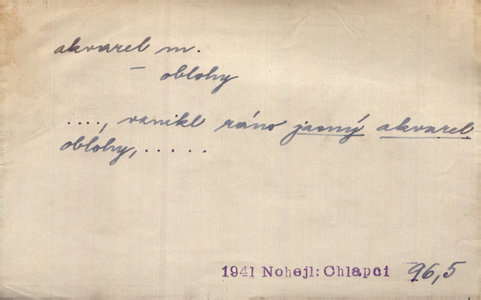 akvarel m.
— oblohy
...., vznikl ráno jasný akvarel
oblohy,.....
1941 Nohejl: Chlapci 96,5